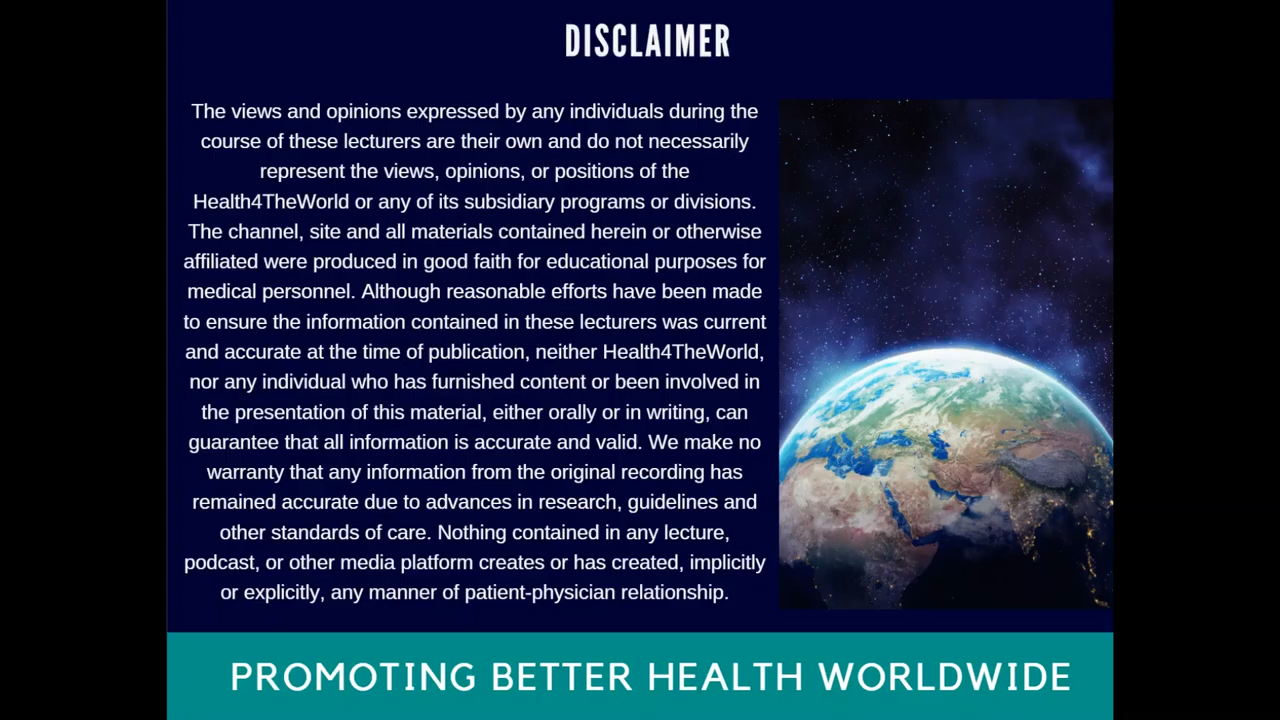 DISCLAIMER
The views and opinions expressed by any individuals during the
course of these lecturers are their own and do not necessarily
represent the views, opinions, or positions of the
Health4TheWorld or any of its subsidiary programs or divisions.
The channel, site and all materials contained herein or otherwise
affiliated were produced in good faith for educational purposes for
medical personnel. Although reasonable efforts have been made
to ensure the information contained in these lecturers was current
and accurate at the time of publication, neither Health4TheWorld,
nor any individual who has furnished content or been involved in
the presentation of this material, either orally or in writing, can
guarantee that all information is accurate and valid. We make no
warranty that any information from the original recording has
remained accurate due to advances in research, guidelines and
other standards of care. Nothing contained in any lecture,
podcast, or other media platform creates or has created, implicitly
or explicitly, any manner of patient-physician relationship.
PROMOTING BETTER HEALTH WORLDWIDE